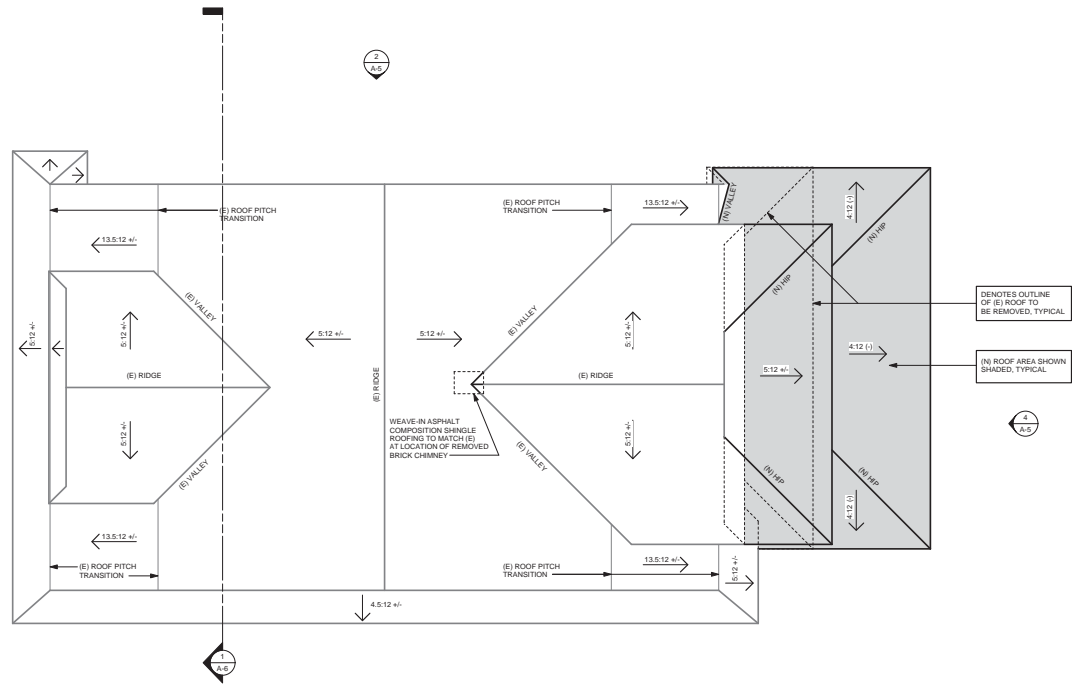 2
A-5
(E) ROOF PITCH
TRANSITION
(E) ROOF PITCH
TRANSITION
13.5:12 +/-
(N) VALLEY
4:12 (-)
(N) HIP
13.5:12 +/-
(E) VALLEY
(E) VALLEY
(N) HIP
DENOTES OUTLINE
OF (E) ROOF TO
BE REMOVED, TYPICAL
5:12 +/-
5:12 +/-
5:12 +/-
5:12 +/-
5:12 +/-
4:12 (-)
(N) ROOF AREA SHOWN
SHADED, TYPICAL
(E) RIDGE
(E) RIDGE
(E) RIDGE
5:12 +/-
WEAVE-IN ASPHALT
COMPOSITION SHINGLE
ROOFING TO MATCH (E)
AT LOCATION OF REMOVED
BRICK CHIMNEY
4
A-5
5:12 +/-
5:12 +/-
(E) VALLEY
(E) VALLEY
(N) HIP
(N) HIP
4:12 (-)
13.5:12 +/-
(E) ROOF PITCH
TRANSITION
(E) ROOF PITCH
TRANSITION
13.5:12 +/-
5:12 +/-
4.5:12 +/-
1
A-6